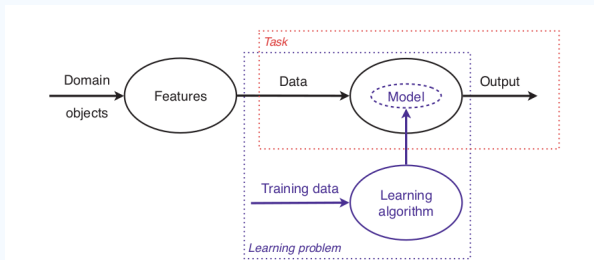 Task
Domain
objects
Features
Data
Model
Output
Training data
Learning
algorithm
Learning problem